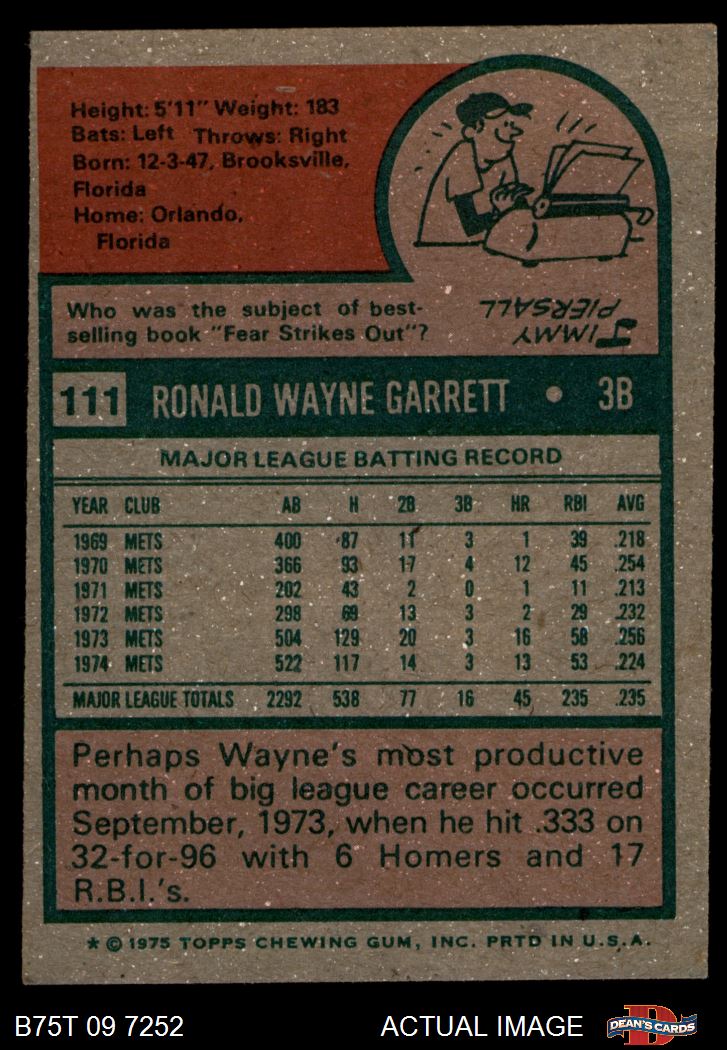 Height: 5'11" Weight: 183
Bats: Left Throws: Right
Born: 12-3-47, Brooksville,
Florida
Home: Orlando,
Florida
Who was the subject of best-
selling book "Fear Strikes Out"?
JIMMY
PIERSALL
111 RONALD WAYNE GARRETT • 3B
MAJOR LEAGUE BATTING RECORD
YEAR CLUB AB H 2B 3B HR RBI AVG
1969 METS 400 87 11 3 1 39 .218
1970 METS 366 93 17 4 12 45 .254
1971 METS 202 43 2 0 1 11 .213
1972 METS 298 69 13 3 2 29 .232
1973 METS 504 129 20 3 16 58 .256
1974 METS 522 117 14 3 13 53 .224
MAJOR LEAGUE TOTALS 2292 538 77 16 45 235 .235
Perhaps Wayne's most productive
month of big league career occurred
September, 1973, when he hit .333 on
32-for-96 with 6 Homers and 17
R.B.I.'s.
* © 1975 TOPPS CHEWING GUM, INC. PRTD IN U.S.A.
B75T 09 7252 ACTUAL IMAGE D DEAN'S CARDS